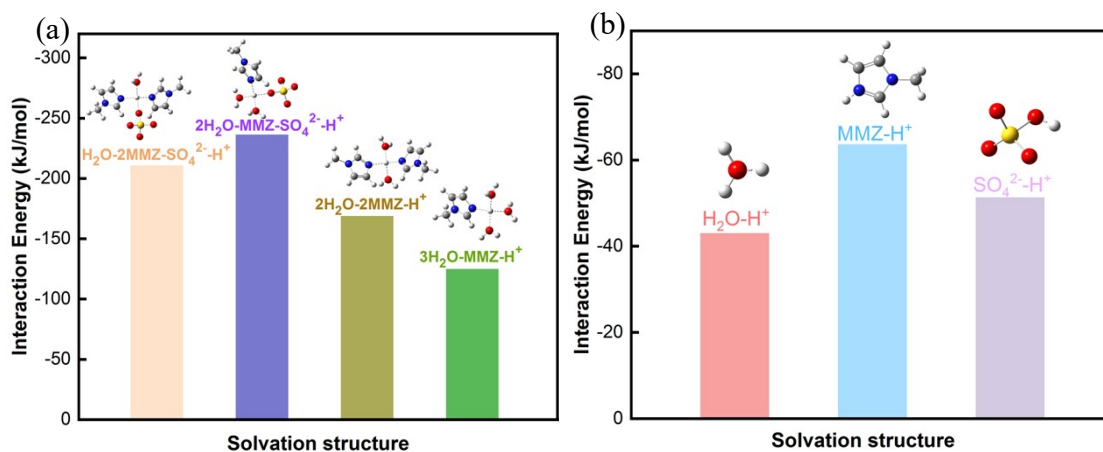 (a)
Interaction Energy (kJ/mol)
-300
-250
-200
-150
-100
-50
0
H₂O-2MMZ-SO₄²⁻-H⁺
2H₂O-MMZ-SO₄²⁻-H⁺
2H₂O-2MMZ-H⁺
3H₂O-MMZ-H⁺
Solvation structure
(b)
Interaction Energy (kJ/mol)
-80
-60
-40
-20
0
H₂O-H⁺
MMZ-H⁺
SO₄²⁻-H⁺
Solvation structure